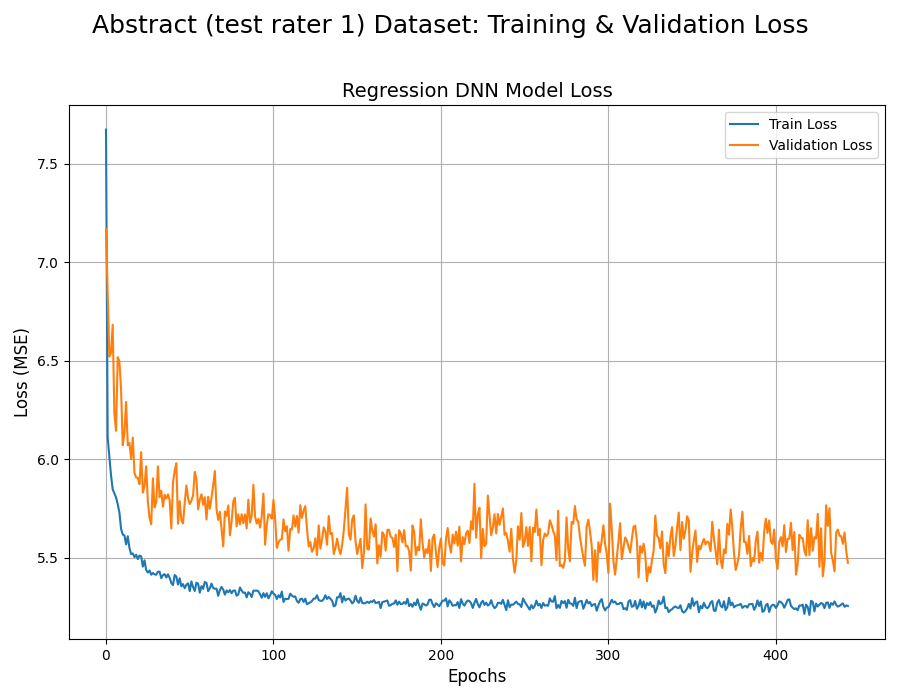 Abstract (test rater 1) Dataset: Training & Validation Loss
Regression DNN Model Loss
Train Loss
Validation Loss
7.5
7.0
6.5
6.0
5.5
Loss (MSE)
0 100 200 300 400
Epochs